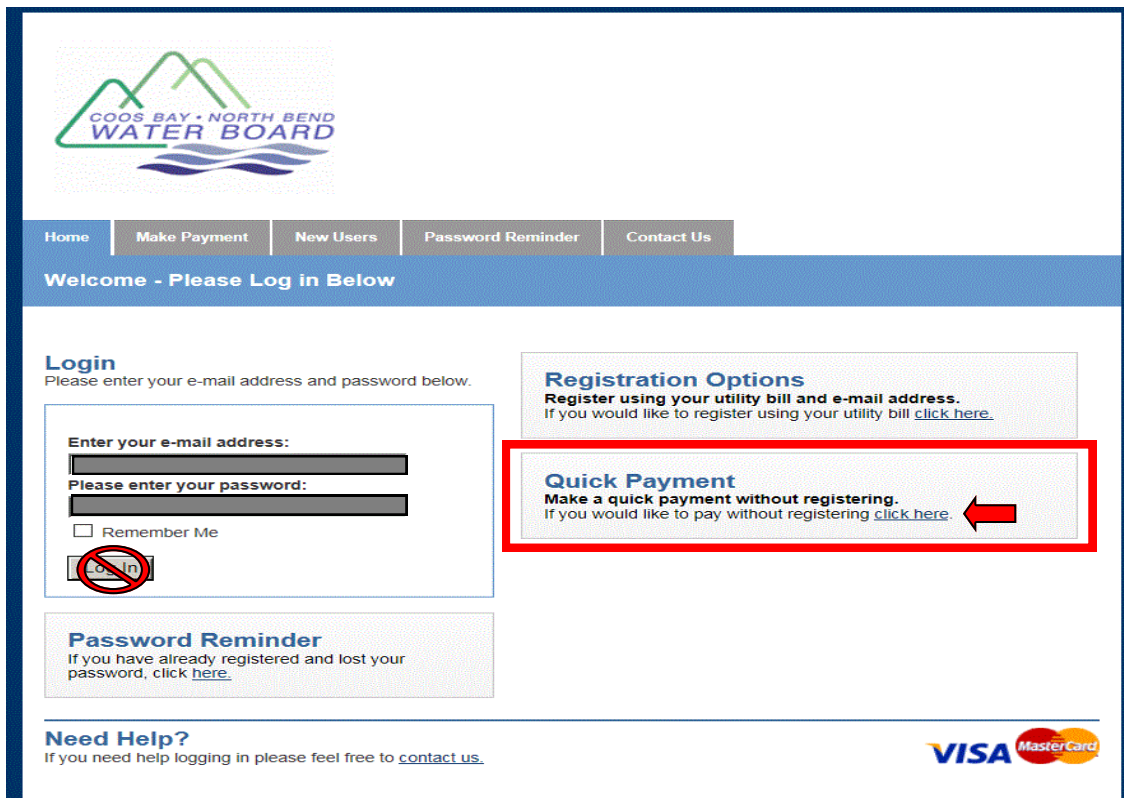 COOS BAY • NORTH BEND
WATER BOARD
Home
Make Payment
New Users
Password Reminder
Contact Us
Welcome - Please Log in Below
Login
Please enter your e-mail address and password below.
Enter your e-mail address:
Please enter your password:
Remember Me
Log In
Registration Options
Register using your utility bill and e-mail address.
If you would like to register using your utility bill click here.
Quick Payment
Make a quick payment without registering.
If you would like to pay without registering click here.
Password Reminder
If you have already registered and lost your
password, click here.
Need Help?
If you need help logging in please feel free to contact us.
VISA
MasterCard